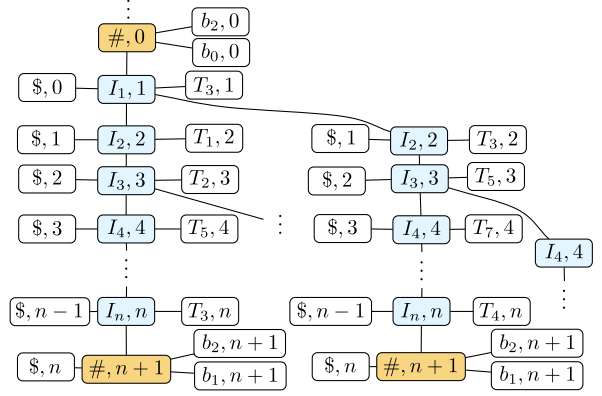 ⋮
#, 0
b₂, 0
b₀, 0
$, 0
I₁, 1
T₃, 1
$, 1
I₂, 2
T₁, 2
$, 1
I₂, 2
T₃, 2
$, 2
I₃, 3
T₂, 3
$, 2
I₃, 3
T₅, 3
$, 3
I₄, 4
T₅, 4
⋮
$, 3
I₄, 4
T₇, 4
I₄, 4
⋮
⋮
⋮
$, n − 1
Iₙ, n
T₃, n
$, n − 1
Iₙ, n
T₄, n
$, n
#, n + 1
b₂, n + 1
b₁, n + 1
$, n
#, n + 1
b₂, n + 1
b₁, n + 1